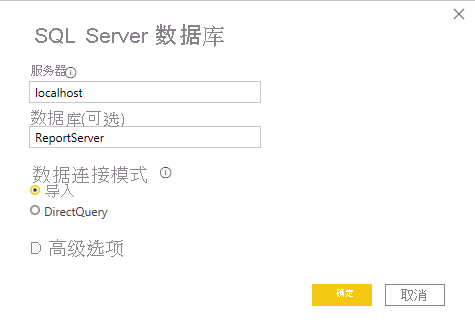 SQL Server 数据库
服务器
localhost
数据库(可选)
ReportServer
数据连接模式
导入
DirectQuery
D 高级选项
确定 取消